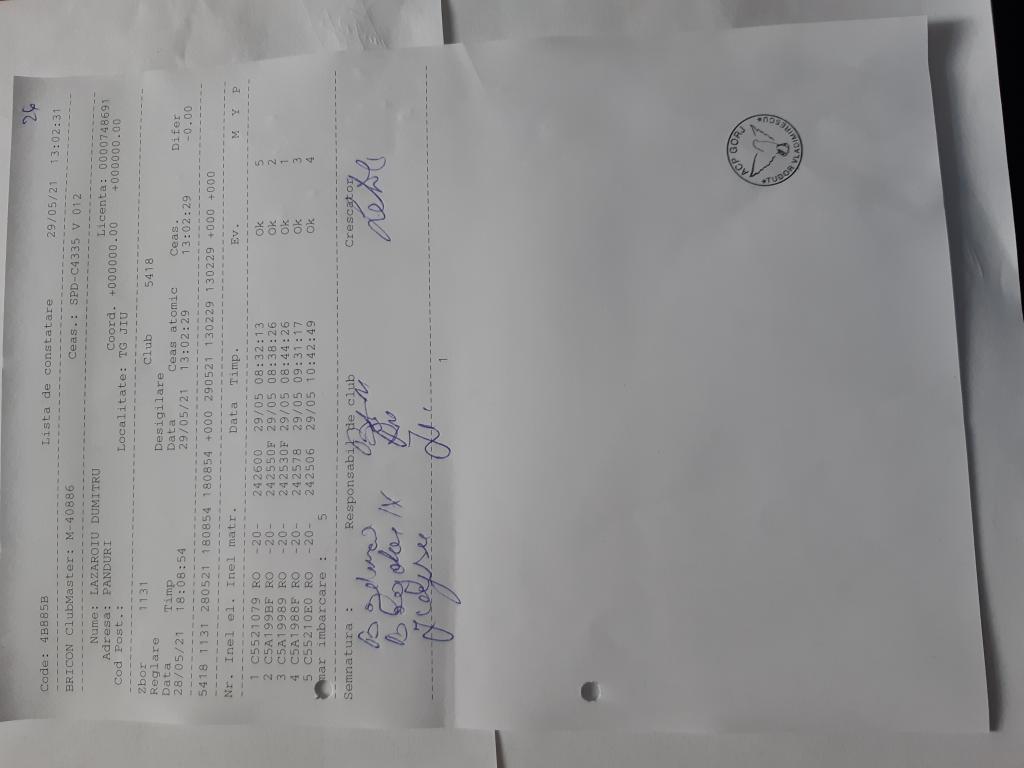 26
Code: 4B885B Lista de constatare 29/05/21 13:02:31
BRICON ClubMaster: M-40886 Ceas.: SPD-C4335 V 012
Nume: LAZAROIU DUMITRU Licenta: 0000748691
Adresa: PANDURI Coord. +000000.00 +000000.00
Cod Post.: Localitate: TG JIU
Zbor 1131 Club 5418
Reglare Desigilare
Data Timp Data Ceas atomic Ceas. Difer
28/05/21 18:08:54 29/05/21 13:02:29 13:02:29 -0.00
5418 1131 280521 180854 180854 +000 290521 130229 130229 +000 +000
Nr. Inel el. Inel matr. Data Timp. Ev. M Y P
1 C5521079 RO -20- 242600 29/05 08:32:13 Ok 5
2 C5A199BF RO -20- 242550F 29/05 08:38:26 Ok 2
3 C5A19989 RO -20- 242530F 29/05 08:44:26 Ok 1
4 C5A1988F RO -20- 242578 29/05 09:31:17 Ok 3
5 C55210E0 RO -20- 242506 29/05 10:42:49 Ok 4
mar imbarcare : 5
Semnatura : Responsabil de club Crescator
1
ACP GORJ
*TUDOR VLADIMIRESCU*